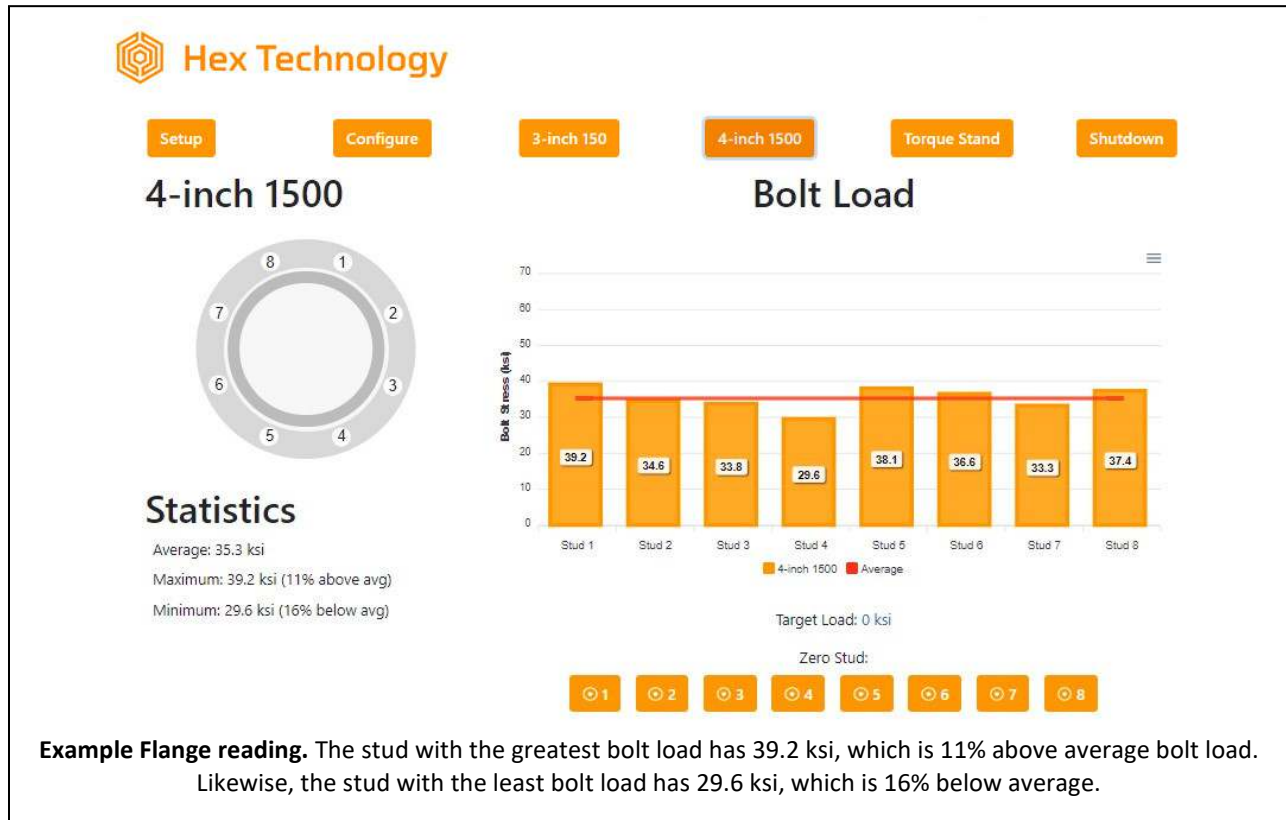 Hex Technology
Setup Configure 3-inch 150 4-inch 1500 Torque Stand Shutdown
4-inch 1500
8 1
7 2
6 3
5 4
Statistics
Average: 35.3 ksi
Maximum: 39.2 ksi (11% above avg)
Minimum: 29.6 ksi (16% below avg)
Bolt Load
Bolt Stress (ksi)
70
60
50
40
30
20
10
0
39.2 34.6 33.8 29.6 38.1 36.6 33.3 37.4
Stud 1 Stud 2 Stud 3 Stud 4 Stud 5 Stud 6 Stud 7 Stud 8
4-inch 1500 Average
Target Load: 0 ksi
Zero Stud:
1 2 3 4 5 6 7 8
Example Flange reading. The stud with the greatest bolt load has 39.2 ksi, which is 11% above average bolt load.
Likewise, the stud with the least bolt load has 29.6 ksi, which is 16% below average.